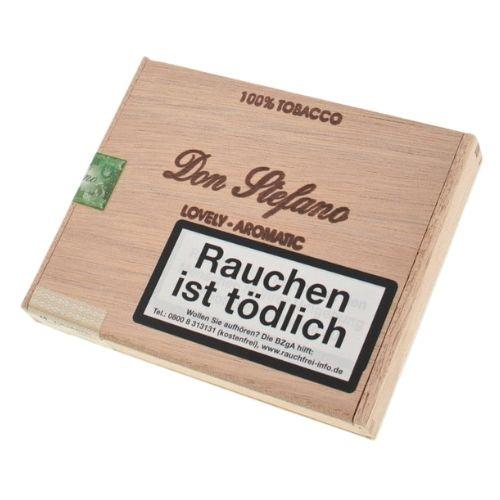 100% TOBACCO
Don Stefano
LOVELY - AROMATIC
Rauchen
ist tödlich
Wollen Sie aufhören? Die BZgA hilft:
Tel.: 0800 8 313131 (kostenfrei), www.rauchfrei-info.de